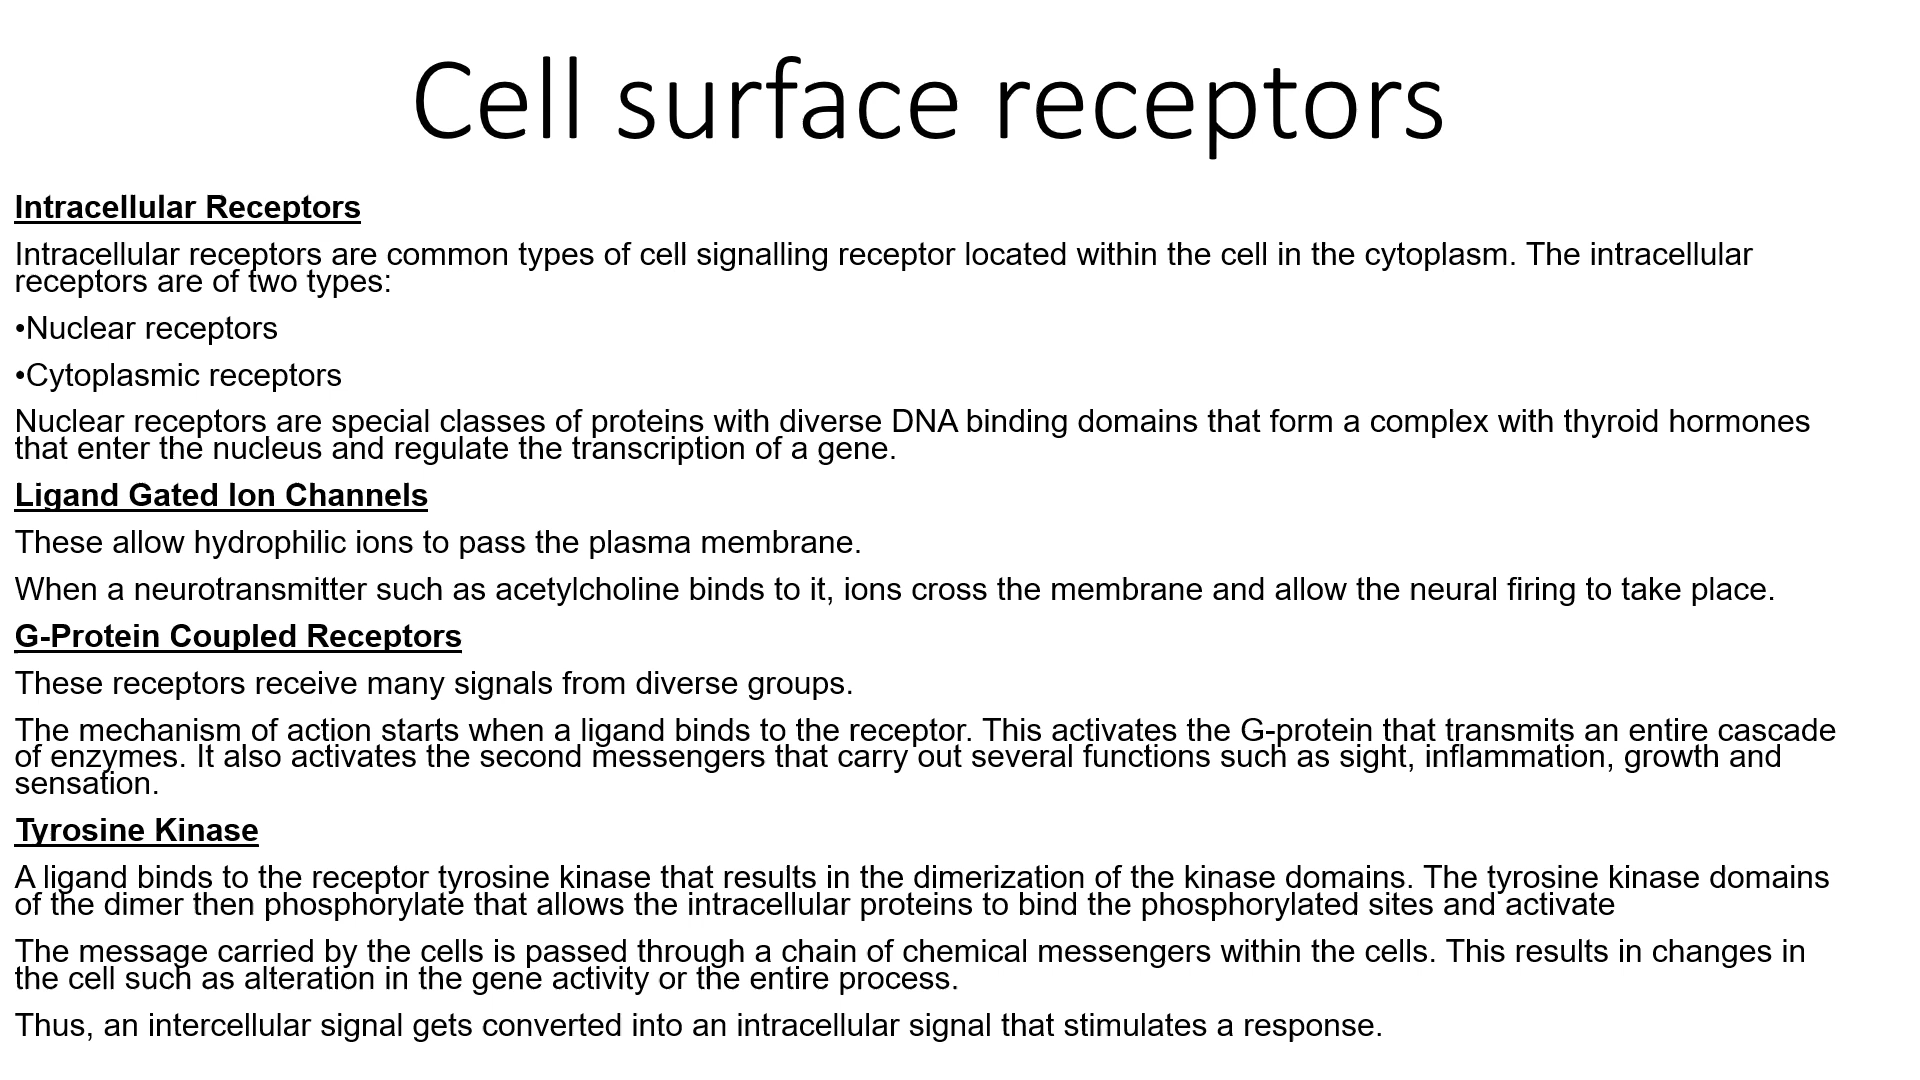 Cell surface receptors
Intracellular Receptors
Intracellular receptors are common types of cell signalling receptor located within the cell in the cytoplasm. The intracellular
receptors are of two types:
•Nuclear receptors
•Cytoplasmic receptors
Nuclear receptors are special classes of proteins with diverse DNA binding domains that form a complex with thyroid hormones
that enter the nucleus and regulate the transcription of a gene.
Ligand Gated Ion Channels
These allow hydrophilic ions to pass the plasma membrane.
When a neurotransmitter such as acetylcholine binds to it, ions cross the membrane and allow the neural firing to take place.
G-Protein Coupled Receptors
These receptors receive many signals from diverse groups.
The mechanism of action starts when a ligand binds to the receptor. This activates the G-protein that transmits an entire cascade
of enzymes. It also activates the second messengers that carry out several functions such as sight, inflammation, growth and
sensation.
Tyrosine Kinase
A ligand binds to the receptor tyrosine kinase that results in the dimerization of the kinase domains. The tyrosine kinase domains
of the dimer then phosphorylate that allows the intracellular proteins to bind the phosphorylated sites and activate
The message carried by the cells is passed through a chain of chemical messengers within the cells. This results in changes in
the cell such as alteration in the gene activity or the entire process.
Thus, an intercellular signal gets converted into an intracellular signal that stimulates a response.